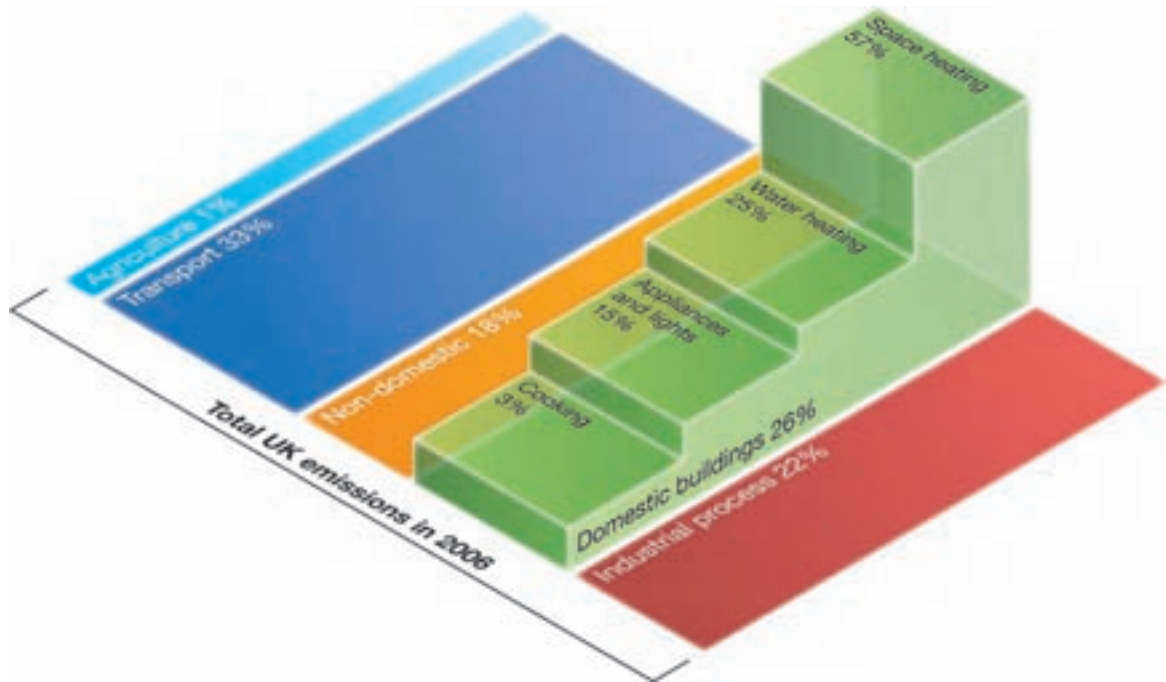 Agriculture 1%
Transport 33%
Non-domestic 18%
Space heating
57%
Water heating
25%
Appliances
and lights
15%
Cooking
3%
Domestic buildings 26%
Industrial process 22%
Total UK emissions in 2006